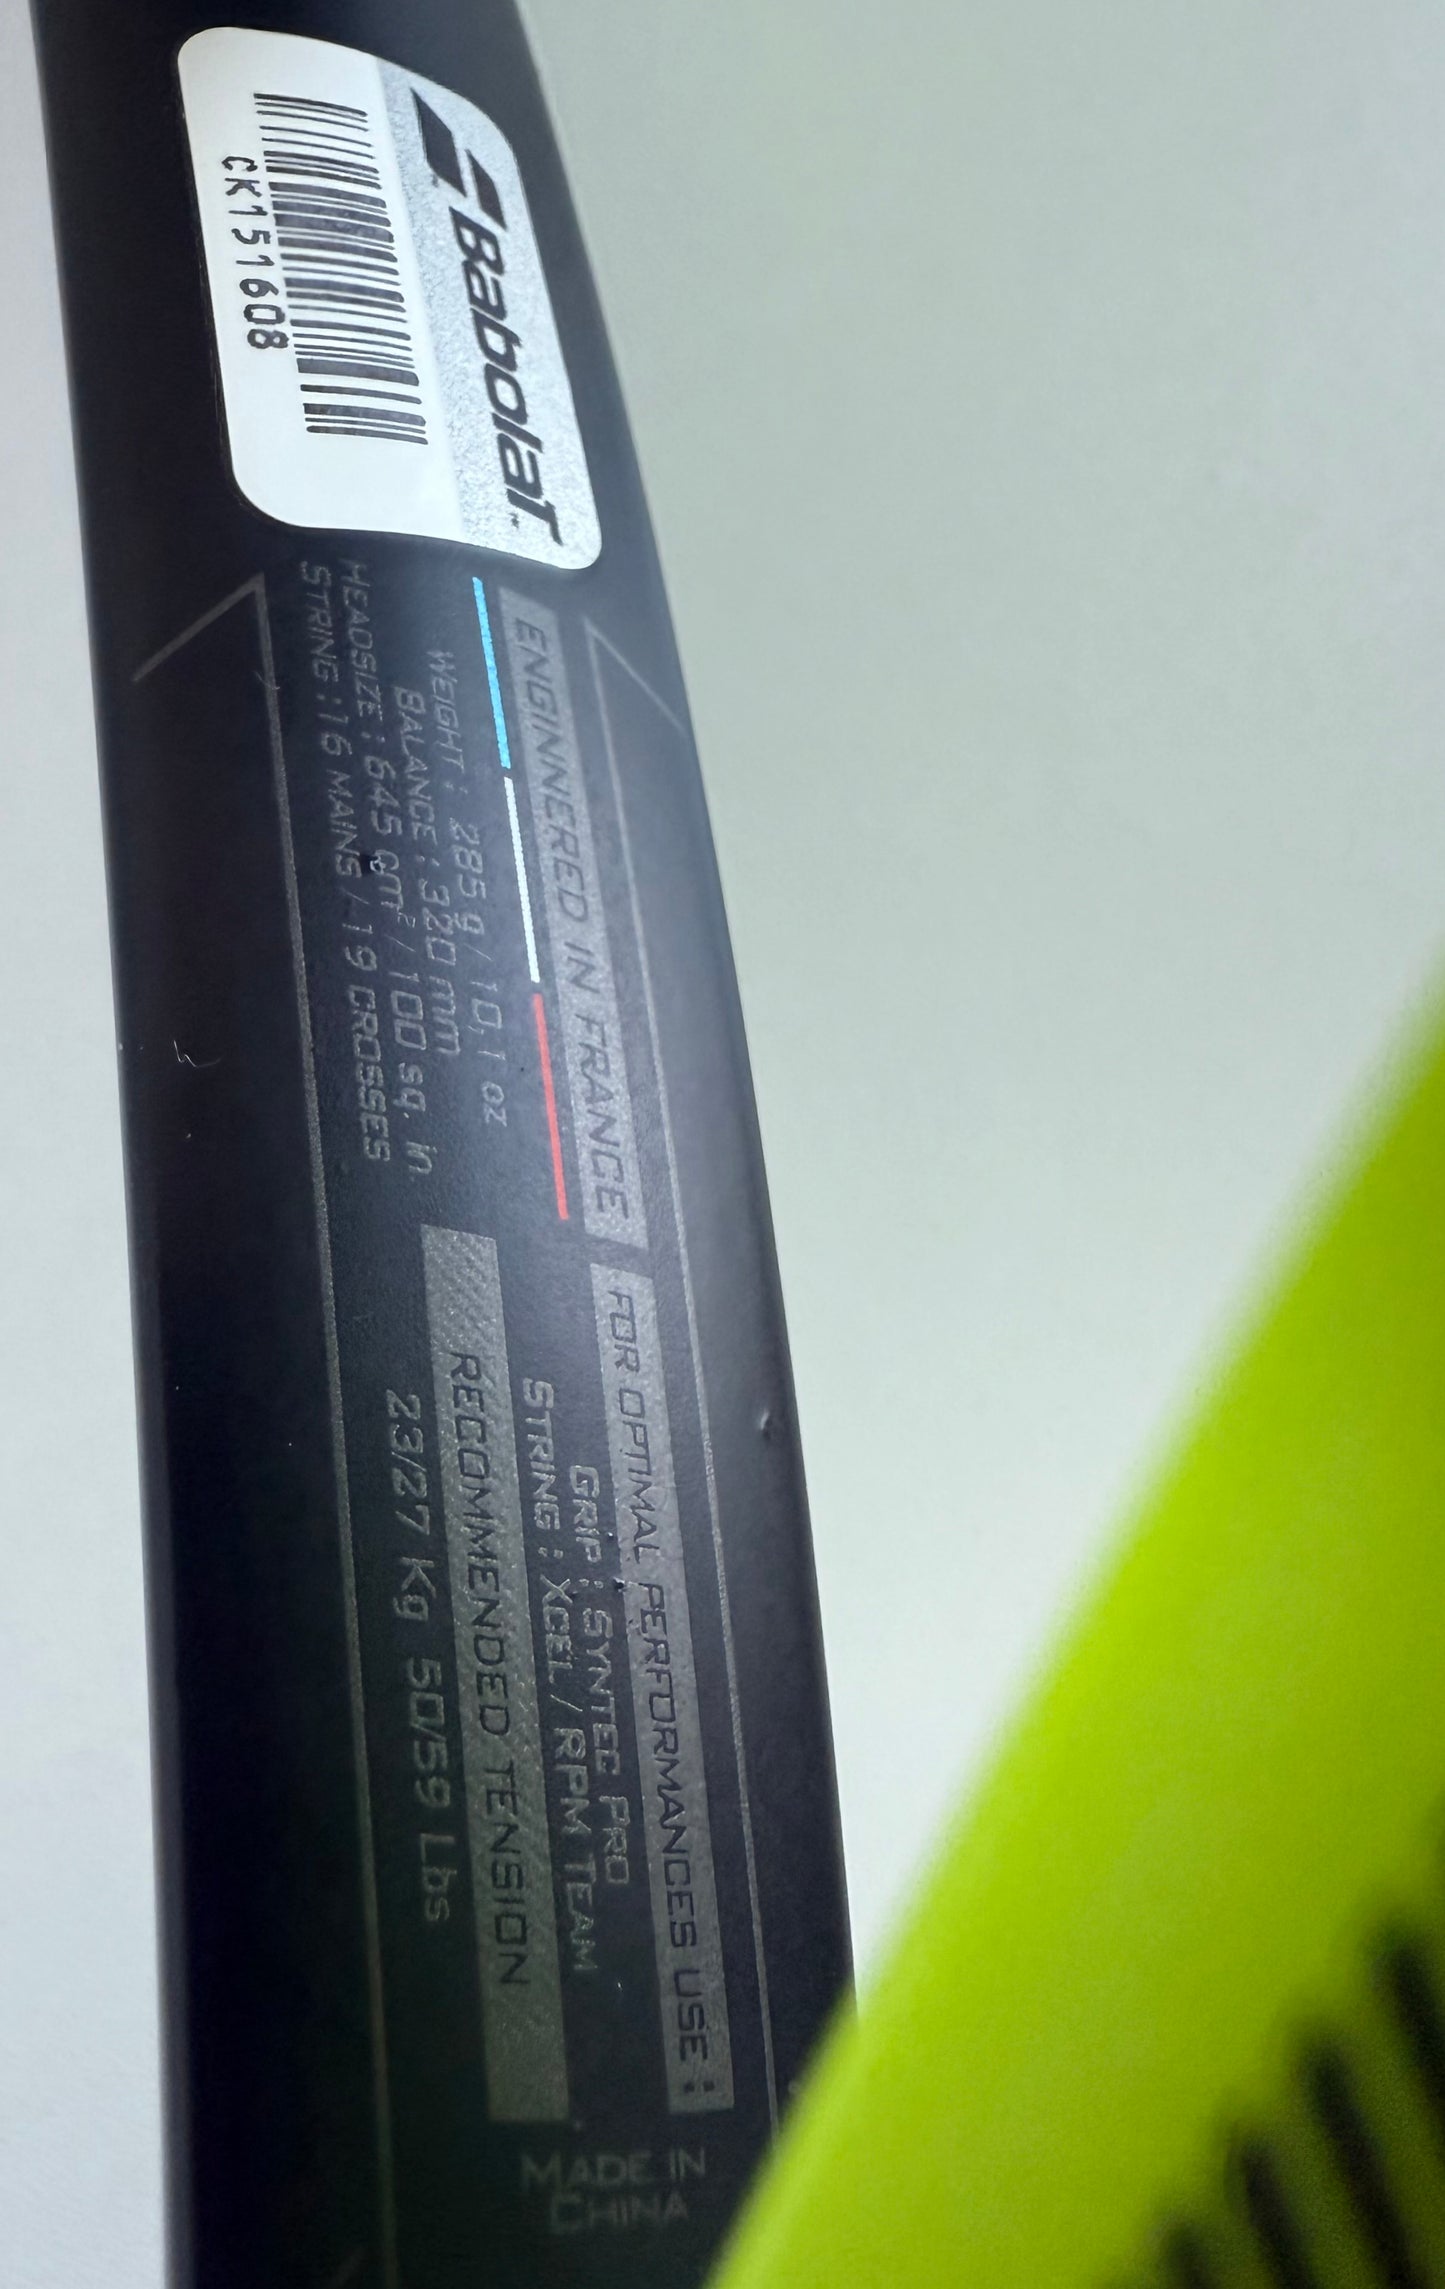 Babolat
CK151608
ENGINNERED IN FRANCE
WEIGHT : 285 g / 10,1 oz
BALANCE : 320 mm
HEADSIZE : 645 cm² / 100 sq. in.
STRING : 16 MAINS / 19 CROSSES
FOR OPTIMAL PERFORMANCES USE :
GRIP : SYNTEC PRO
STRING : XCEL / RPM TEAM
RECOMMENDED TENSION
23/27 Kg 50/59 Lbs
MADE IN
CHINA